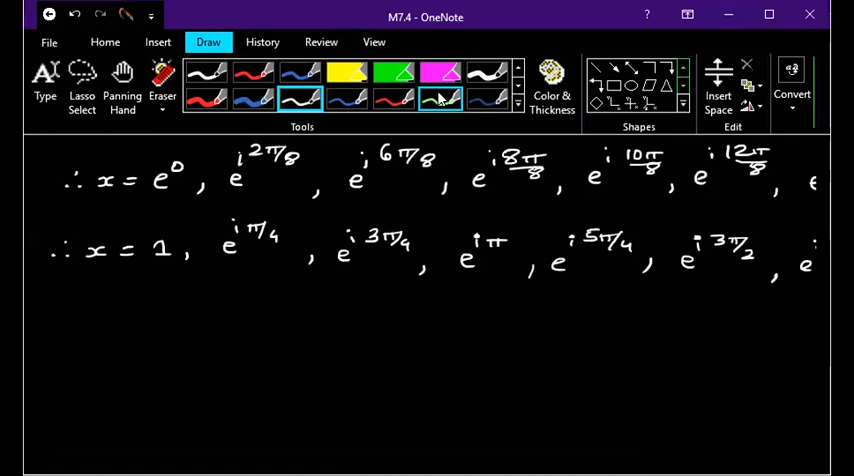 M7.4 - OneNote
?
File Home Insert Draw History Review View
Type Lasso Select Panning Hand Eraser Color & Thickness Insert Space Convert
Tools Shapes Edit
∴ x = e^0, e^{i2π/8}, e^{i6π/8}, e^{i8π/8}, e^{i10π/8}, e^{i12π/8}, e
∴ x = 1, e^{iπ/4}, e^{i3π/4}, e^{iπ}, e^{i5π/4}, e^{i3π/2}, e^{i